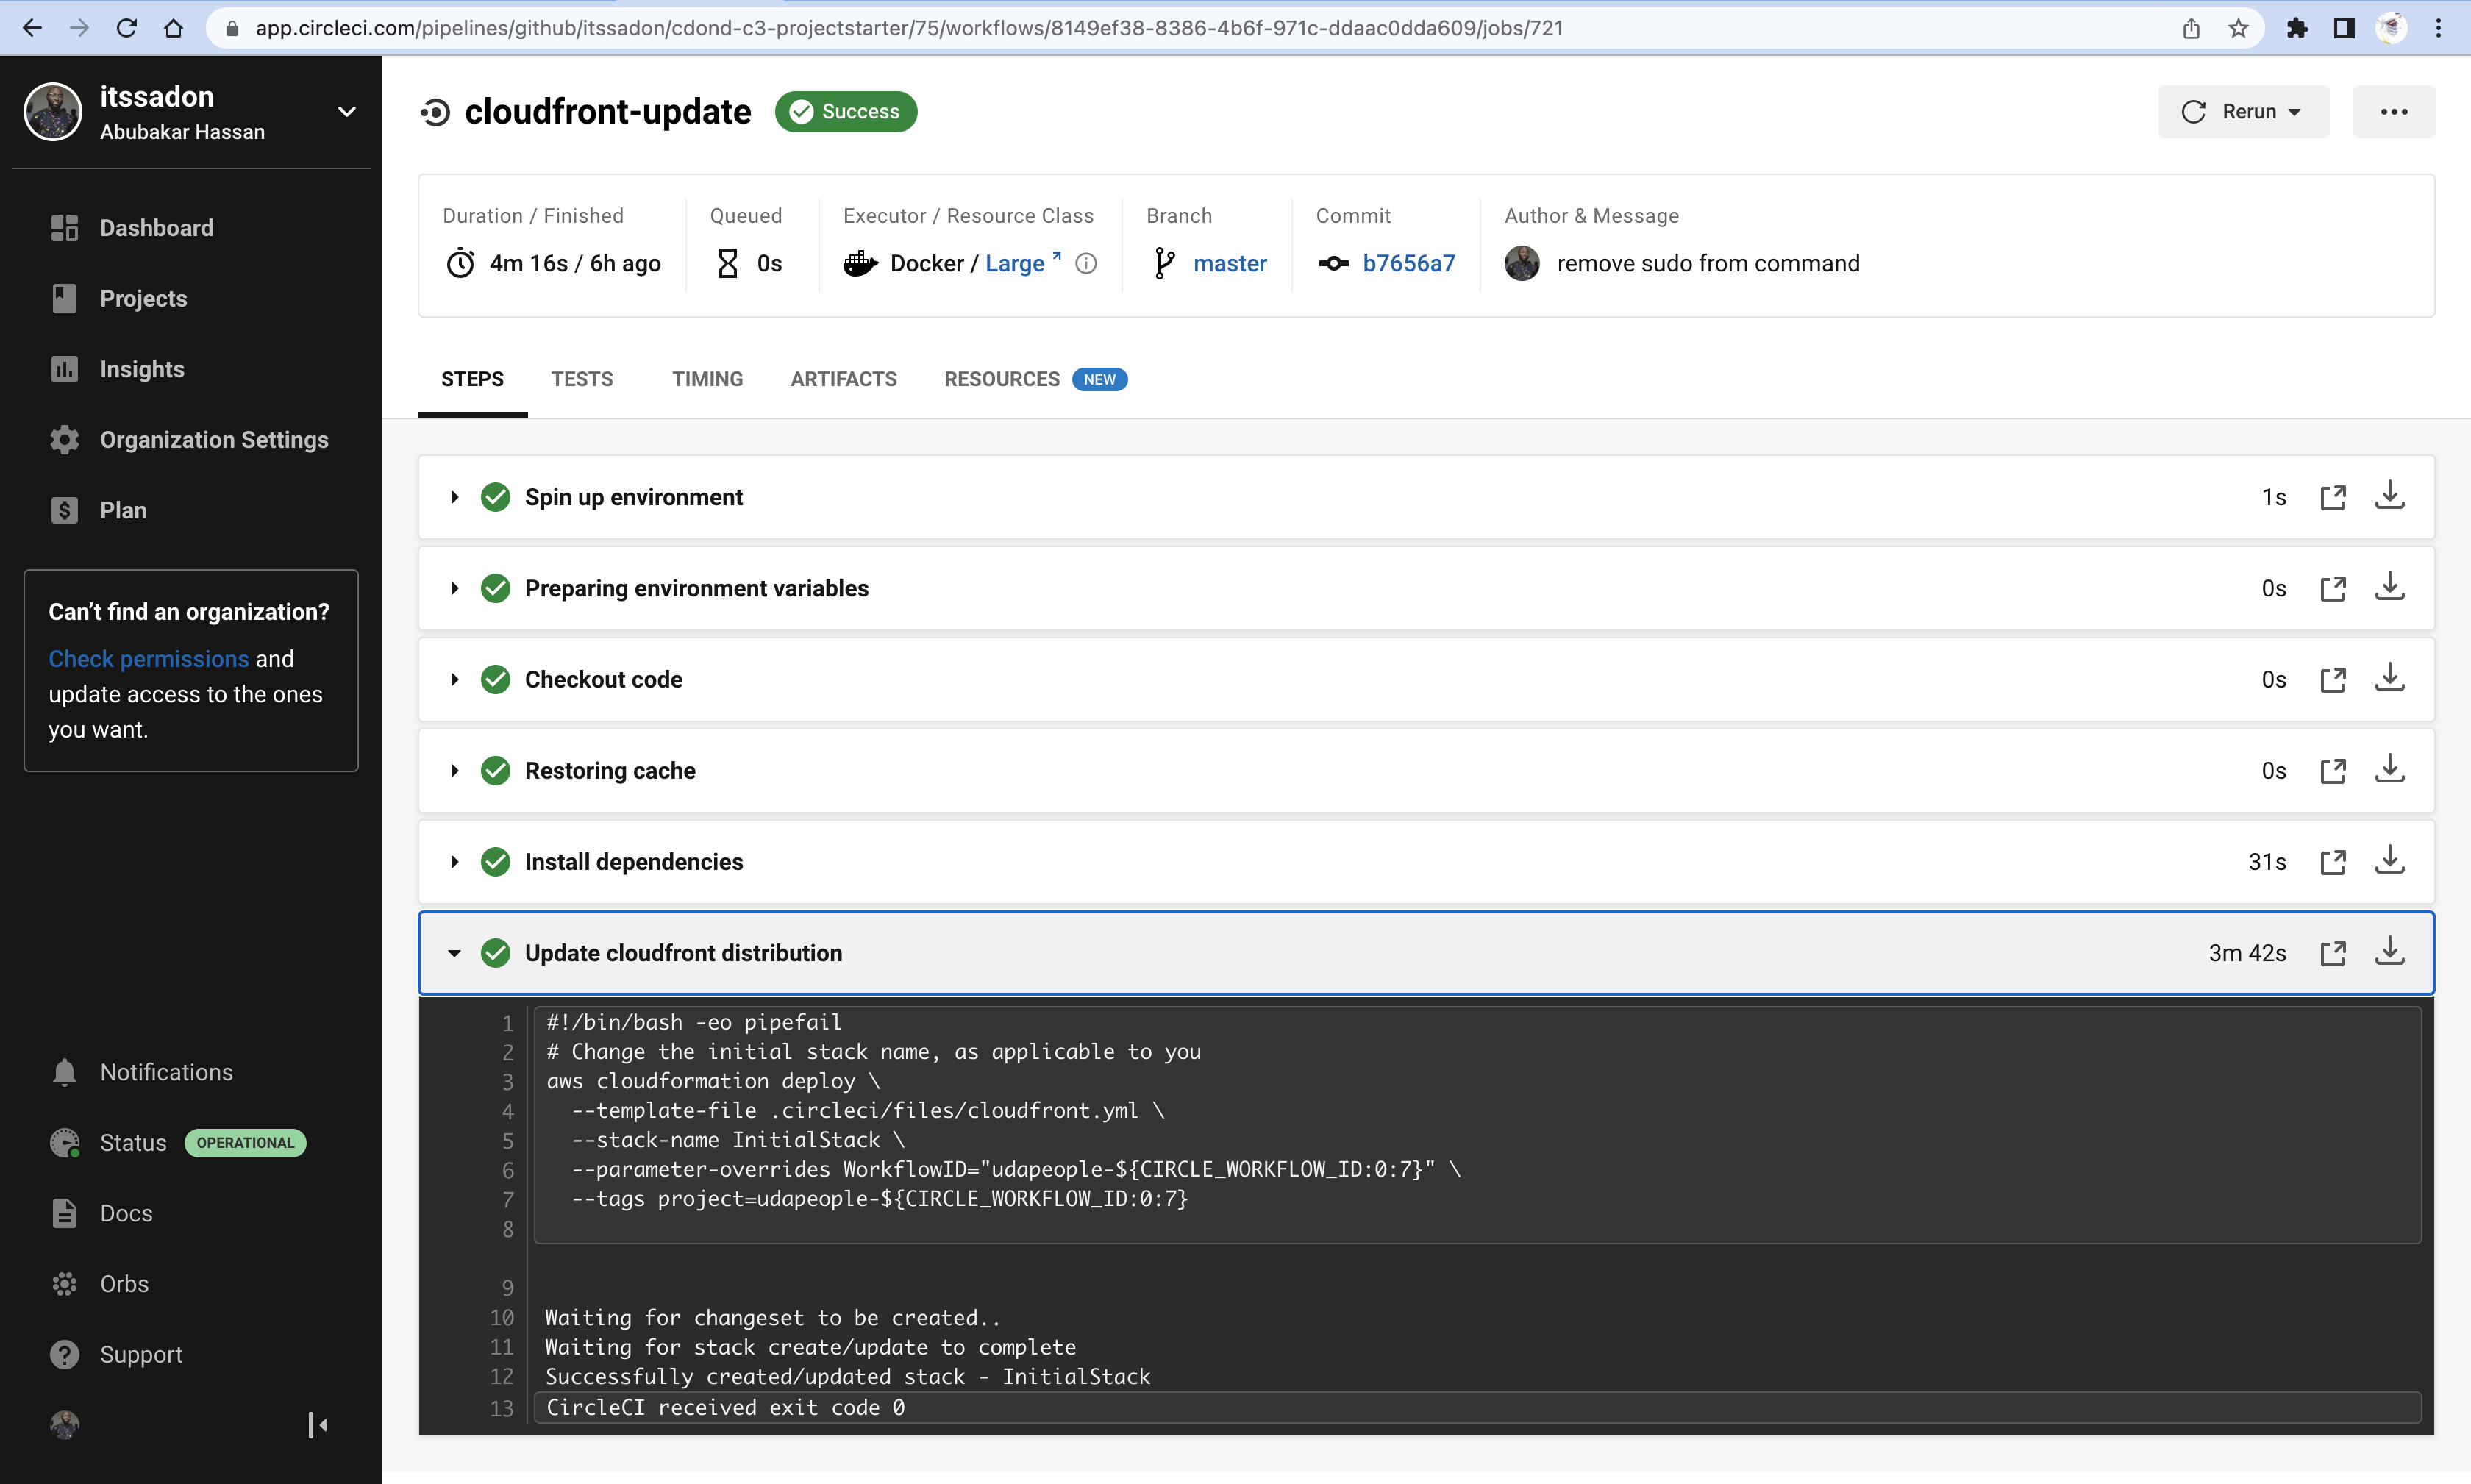 app.circleci.com/pipelines/github/itssadon/cdond-c3-projectstarter/75/workflows/8149ef38-8386-4b6f-971c-ddaac0dda609/jobs/721
itssadon
Abubakar Hassan
Dashboard
Projects
Insights
Organization Settings
Plan
Can't find an organization?
Check permissions and
update access to the ones
you want.
Notifications
Status OPERATIONAL
Docs
Orbs
Support
cloudfront-update Success
Rerun
Duration / Finished
4m 16s / 6h ago
Queued
0s
Executor / Resource Class
Docker / Large
Branch
master
Commit
b7656a7
Author & Message
remove sudo from command
STEPS TESTS TIMING ARTIFACTS RESOURCES NEW
Spin up environment 1s
Preparing environment variables 0s
Checkout code 0s
Restoring cache 0s
Install dependencies 31s
Update cloudfront distribution 3m 42s
1 #!/bin/bash -eo pipefail
2 # Change the initial stack name, as applicable to you
3 aws cloudformation deploy \
4 --template-file .circleci/files/cloudfront.yml \
5 --stack-name InitialStack \
6 --parameter-overrides WorkflowID="udapeople-${CIRCLE_WORKFLOW_ID:0:7}" \
7 --tags project=udapeople-${CIRCLE_WORKFLOW_ID:0:7}
8
9
10 Waiting for changeset to be created..
11 Waiting for stack create/update to complete
12 Successfully created/updated stack - InitialStack
13 CircleCI received exit code 0